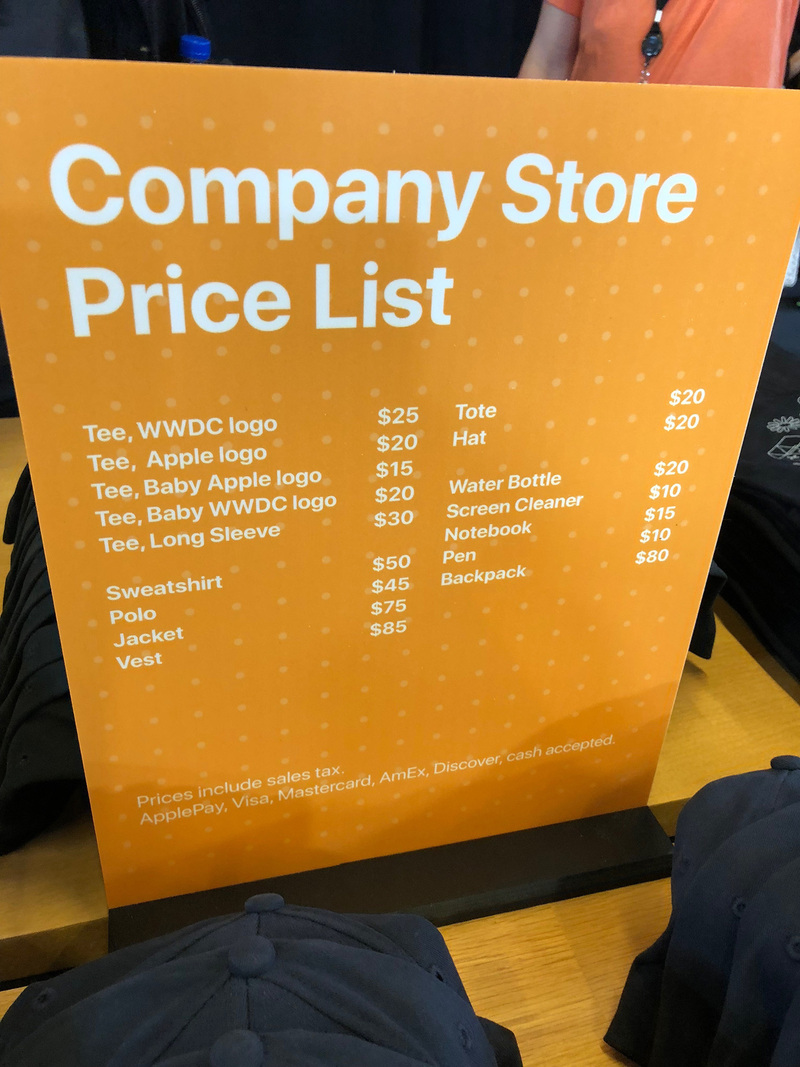 Company Store
Price List
Tee, WWDC logo $25
Tee, Apple logo $20
Tee, Baby Apple logo $15
Tee, Baby WWDC logo $20
Tee, Long Sleeve $30
Sweatshirt $50
Polo $45
Jacket $75
Vest $85
Tote $20
Hat $20
Water Bottle $20
Screen Cleaner $10
Notebook $15
Pen $10
Backpack $80
Prices include sales tax.
ApplePay, Visa, Mastercard, AmEx, Discover, cash accepted.